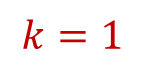 k = 1